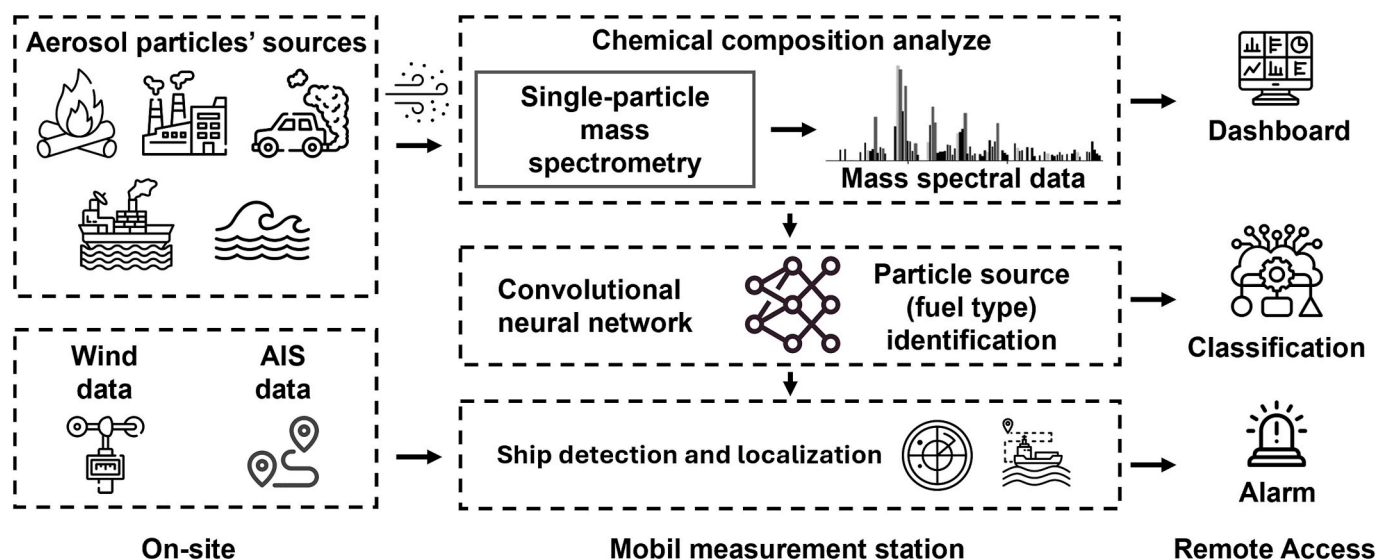 Aerosol particles' sources
Chemical composition analyze
Single-particle
mass
spectrometry
Mass spectral data
Dashboard
Convolutional
neural network
Particle source
(fuel type)
identification
Classification
Wind
data
AIS
data
Ship detection and localization
Alarm
On-site
Mobil measurement station
Remote Access